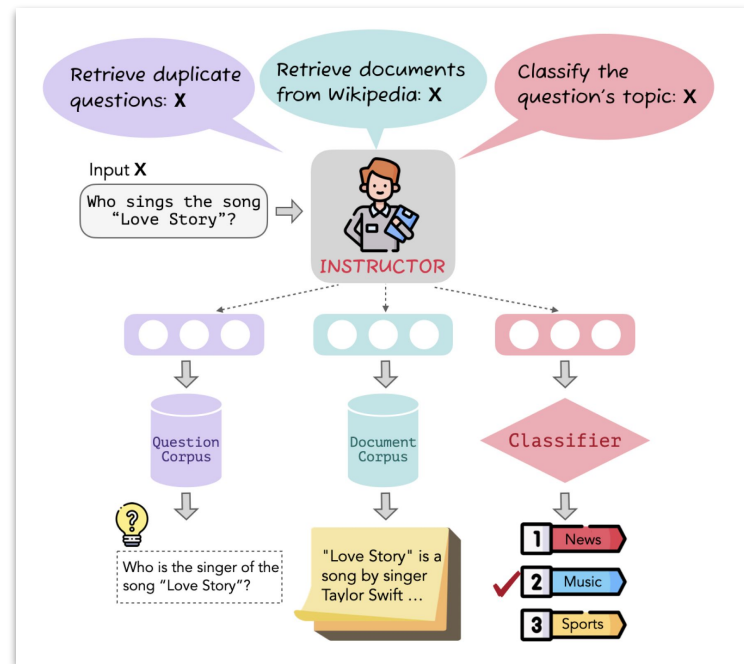 Retrieve duplicate
questions: X
Retrieve documents
from Wikipedia: X
Classify the
question's topic: X
Input X
Who sings the song
“Love Story”?
INSTRUCTOR
Question
Corpus
Document
Corpus
Classifier
?
Who is the singer of the
song “Love Story”?
"Love Story" is a
song by singer
Taylor Swift ...
1 News
2 Music
3 Sports